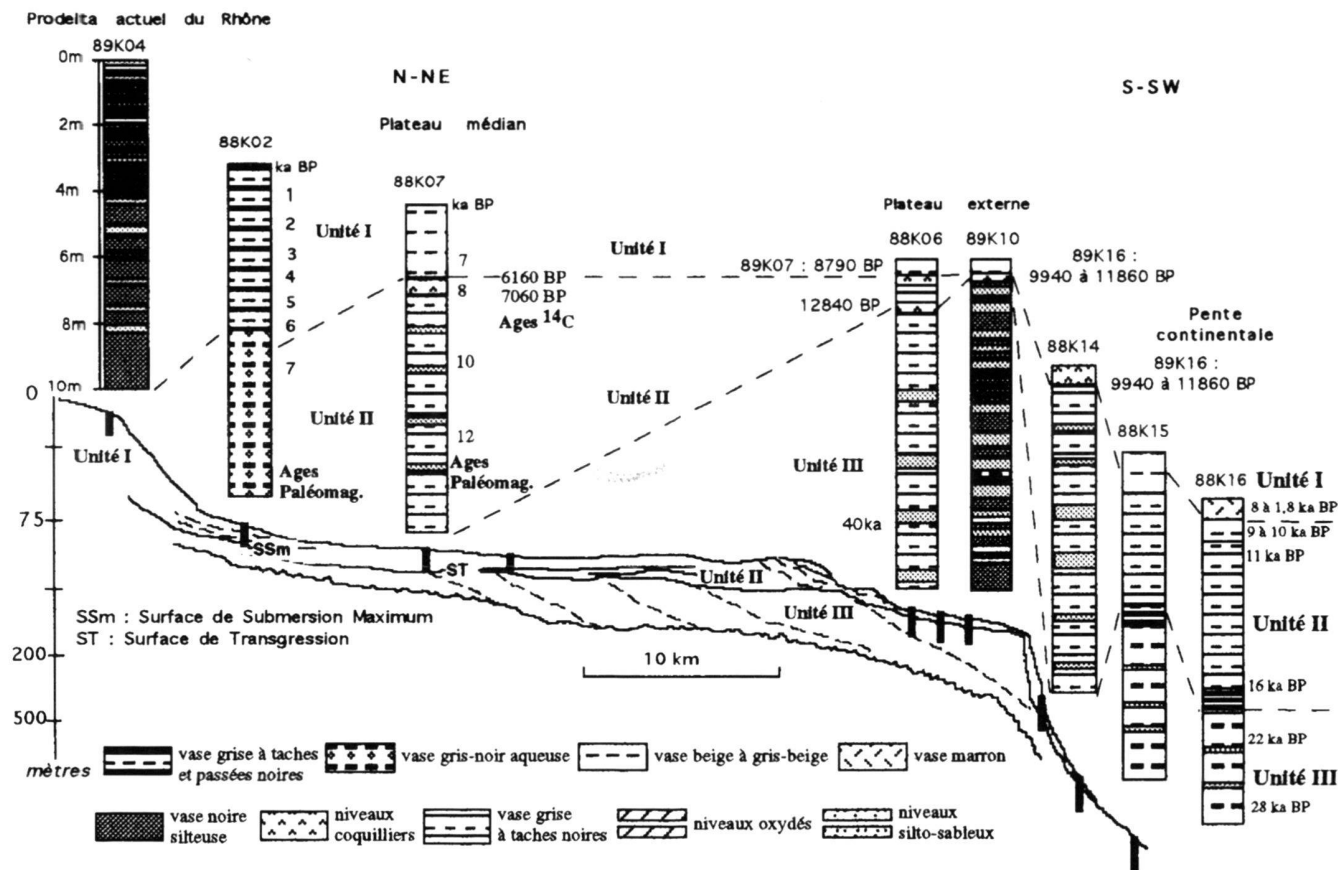 Prodelta actuel du Rhône
89K04
0m
2m
4m
6m
8m
10m
N-NE
S-SW
88K02
ka BP
1
2
3
4
5
6
7
Ages
Paléomag.
Unité I
Unité II
Plateau médian
88K07
ka BP
7
8
10
12
Ages
Paléomag.
6160 BP
7060 BP
Ages 14C
Unité I
Unité II
Plateau externe
88K06
89K10
89K07 : 8790 BP
12840 BP
Unité III
40ka
89K16 :
9940 à 11860 BP
Pente
continentale
88K14
89K16 :
9940 à 11860 BP
88K15
88K16
Unité I
8 à 1,8 ka BP
9 à 10 ka BP
11 ka BP
Unité II
16 ka BP
22 ka BP
Unité III
28 ka BP
0
75
200
500
mètres
Unité I
SSm
ST
Unité II
Unité III
SSm : Surface de Submersion Maximum
ST : Surface de Transgression
10 km
vase grise à taches
et passées noires
vase gris-noir aqueuse
vase beige à gris-beige
vase marron
vase noire
silteuse
niveaux
coquilliers
vase grise
à taches noires
niveaux oxydés
niveaux
silto-sableux